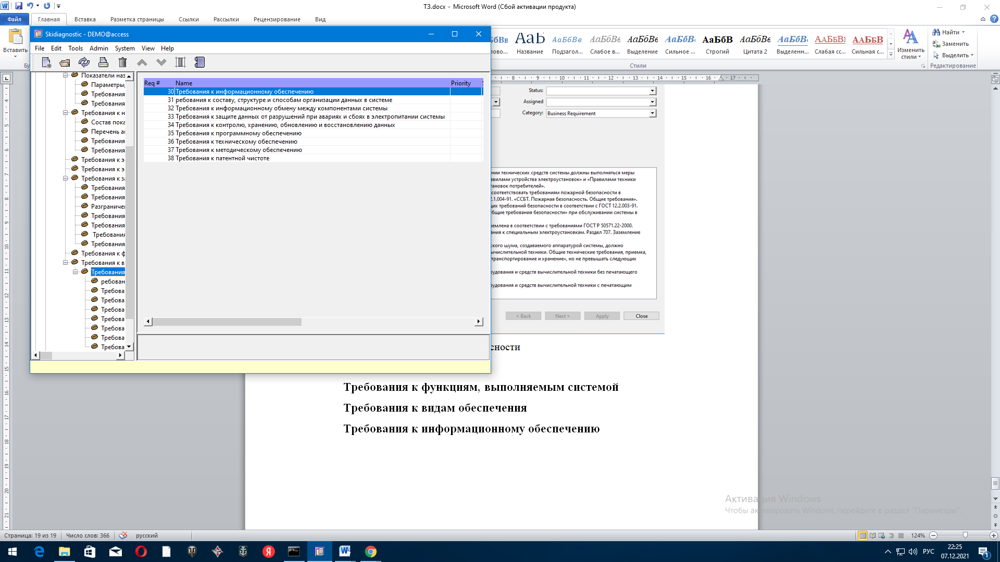 ТЗ.docx - Microsoft Word (Сбой активации продукта)
Файл
Главная
Вставка
Разметка страницы
Ссылки
Рассылки
Рецензирование
Вид
Вставить
Skidiagnostic - DEMO@access
File Edit Tools Admin System View Help
АаБбВ АаБбВв. АаБбВв АаБбВв АаБбВ АаБбВ АаБбВв АаБбВ АаБбВ АаБбВ
Название Подзагол... Слабое в... Выделение Сильное ... Строгий Цитата 2 Выделенн... Слабая сс... Сильная с...
Стили
Изменить стили
Найти
Заменить
Выделить
Редактирование
Показатели наз
Параметры,
Требования
Требования
Требования к н
Состав пока
Перечень а
Требования
Требования
Требования к э
Требования к э
Требования к за
Требования
Требования
Разграниче
Требования
Требования
Требования
Требования
Требования к ф
Требования к в
Требования
ребован
Требова
Требова
Требова
Требова
Требова
Требова
Требова
Req # Name Priority
30 Требования к информационному обеспечению
31 ребования к составу, структуре и способам организации данных в системе
32 Требования к информационному обмену между компонентами системы
33 Требования к защите данных от разрушений при авариях и сбоях в электропитании системы
34 Требования к контролю, хранению, обновлению и восстановлению данных
35 Требования к программному обеспечению
36 Требования к техническому обеспечению
37 Требования к методическому обеспечению
38 Требования к патентной чистоте
Status:
Assigned
Category: Business Requirement
нии технических средств системы должны выполняться меры
авилами устройства электроустановок» и «Правилами техники
тановок потребителей».
соответствовать требованиям пожарной безопасности в
2.1.004-91. «ССБТ. Пожарная безопасность. Общие требования».
щих требований безопасности в соответствии с ГОСТ 12.2.003-91.
бщие требования безопасности» при обслуживании системы в
землена в соответствии с требованиями ГОСТ Р 50571.22-2000.
ания к специальным электроустановкам. Раздел 707. Заземление
ского шума, создаваемого аппаратурой системы, должно
ычислительной техники. Общие технические требования, приемка,
транспортирование и хранение», но не превышать следующих
рудования и средств вычислительной техники без печатающего
рудования и средств вычислительной техники с печатающим
< Back Next > Apply Close
сности
Требования к функциям, выполняемым системой
Требования к видам обеспечения
Требования к информационному обеспечению
Активация Windows
Чтобы активировать Windows, перейдите в раздел "Параметры".
Страница: 19 из 19 Число слов: 366 русский 124%
РУС 22:25
07.12.2021